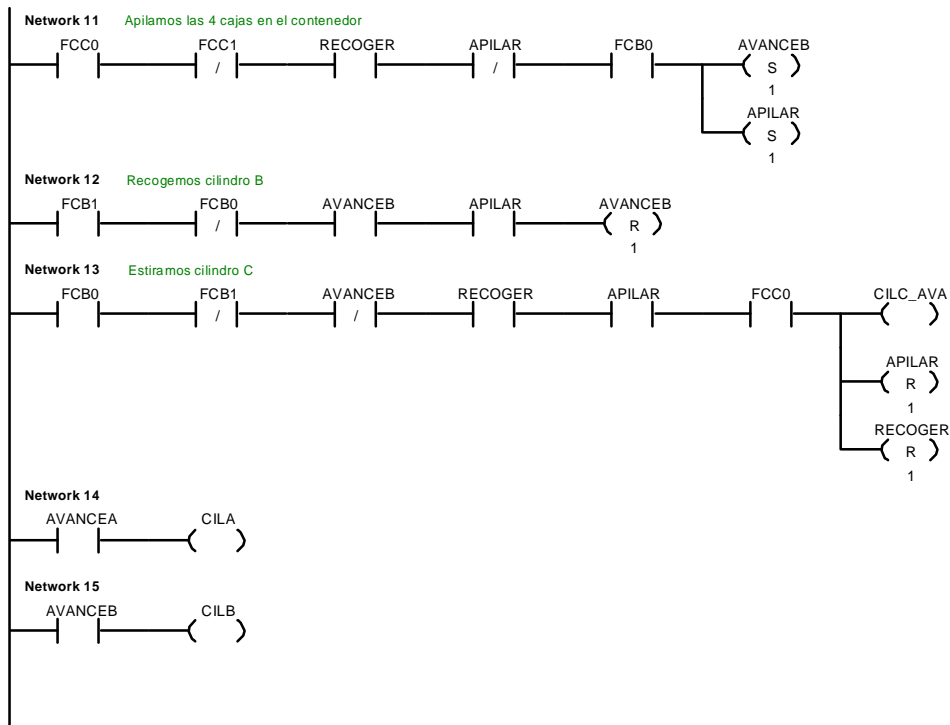 Network 11 Apilamos las 4 cajas en el contenedor
FCC0 FCC1 RECOGER APILAR FCB0 AVANCEB
/ / S
1
APILAR
S
1
Network 12 Recogemos cilindro B
FCB1 FCB0 AVANCEB APILAR AVANCEB
/ R
1
Network 13 Estiramos cilindro C
FCB0 FCB1 AVANCEB RECOGER APILAR FCC0 CILC_AVA
/ /
APILAR
R
1
RECOGER
R
1
Network 14
AVANCEA CILA
Network 15
AVANCEB CILB